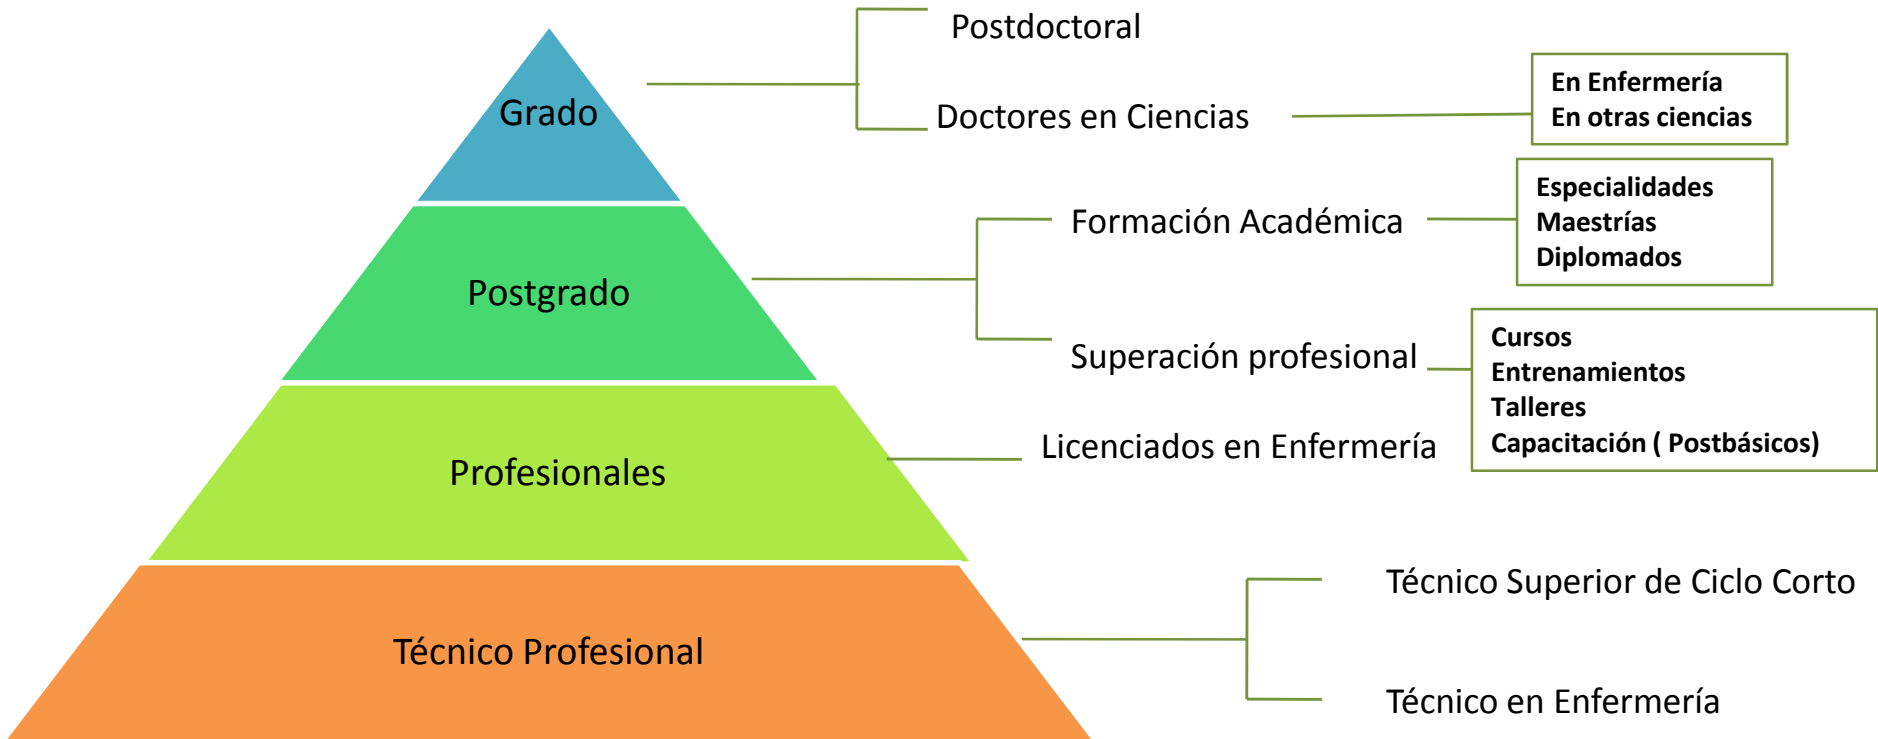 Grado
Postdoctoral
Doctores en Ciencias
En Enfermería
En otras ciencias
Postgrado
Formación Académica
Especialidades
Maestrías
Diplomados
Superación profesional
Cursos
Entrenamientos
Talleres
Capacitación ( Postbásicos)
Profesionales
Licenciados en Enfermería
Técnico Profesional
Técnico Superior de Ciclo Corto
Técnico en Enfermería